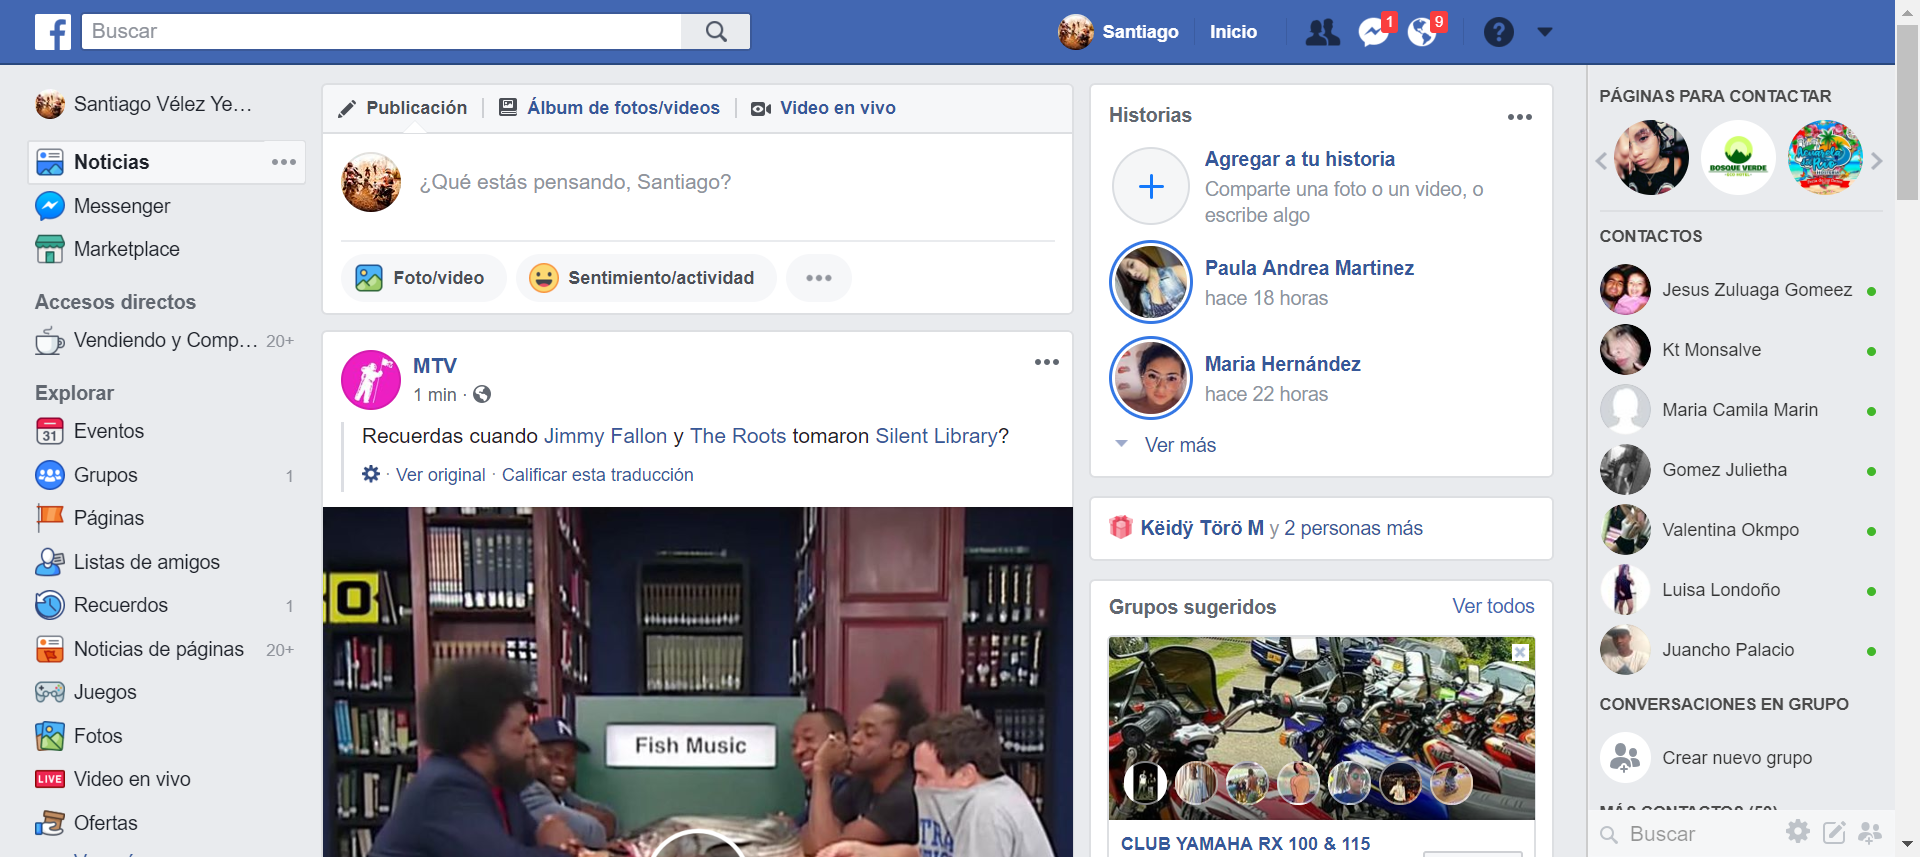 Buscar
Santiago
Inicio
1
9
Santiago Vélez Ye...
Noticias
Messenger
Marketplace
Accesos directos
Vendiendo y Comp... 20+
Explorar
31
Eventos
Grupos 1
Páginas
Listas de amigos
Recuerdos 1
Noticias de páginas 20+
Juegos
Fotos
LIVE Video en vivo
Ofertas
Publicación
Álbum de fotos/videos
Video en vivo
¿Qué estás pensando, Santiago?
Foto/video
Sentimiento/actividad
MTV
1 min ·
Recuerdas cuando Jimmy Fallon y The Roots tomaron Silent Library?
· Ver original · Calificar esta traducción
Fish Music
Historias
Agregar a tu historia
Comparte una foto o un video, o
escribe algo
Paula Andrea Martinez
hace 18 horas
Maria Hernández
hace 22 horas
Ver más
Këidÿ Törö M y 2 personas más
Grupos sugeridos
Ver todos
CLUB YAMAHA RX 100 & 115
PÁGINAS PARA CONTACTAR
BOSQUE VERDE
CONTACTOS
Jesus Zuluaga Gomeez
Kt Monsalve
Maria Camila Marin
Gomez Julietha
Valentina Okmpo
Luisa Londoño
Juancho Palacio
CONVERSACIONES EN GRUPO
Crear nuevo grupo
MÁS CONTACTOS (59)
Buscar